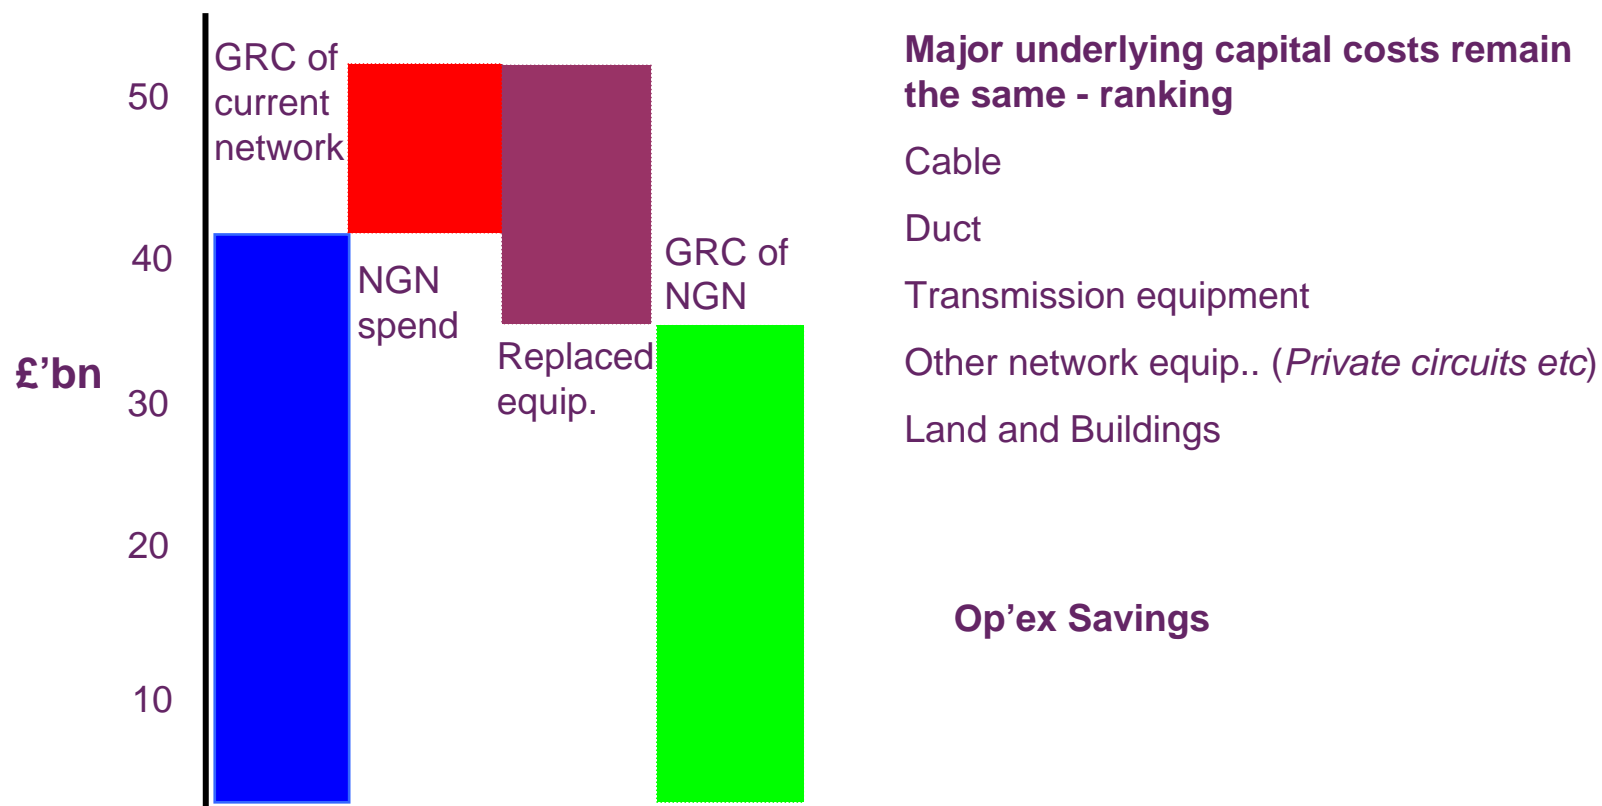 GRC of
current
network
50
40
30
20
10
£’bn
NGN
spend
Replaced
equip.
GRC of
NGN
Major underlying capital costs remain
the same - ranking
Cable
Duct
Transmission equipment
Other network equip.. (Private circuits etc)
Land and Buildings
Op’ex Savings